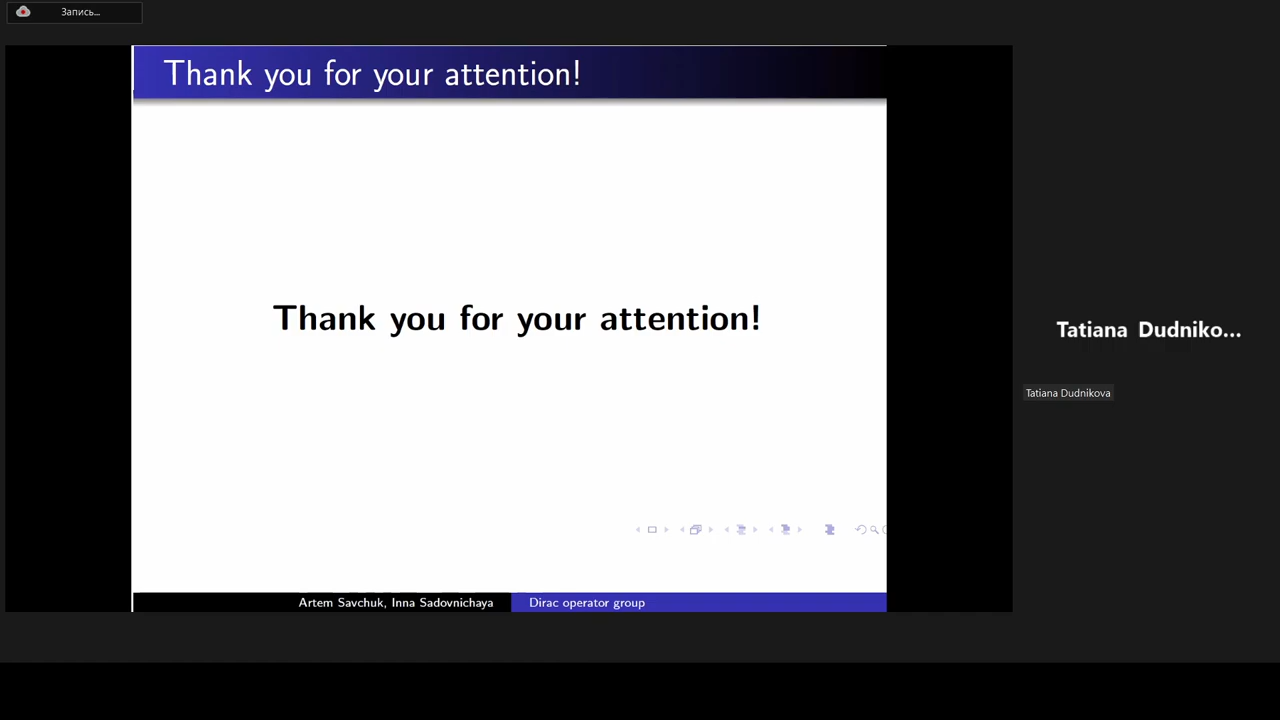 Запись...
Thank you for your attention!
Thank you for your attention!
Tatiana Dudniko...
Tatiana Dudnikova
Artem Savchuk, Inna Sadovnichaya
Dirac operator group